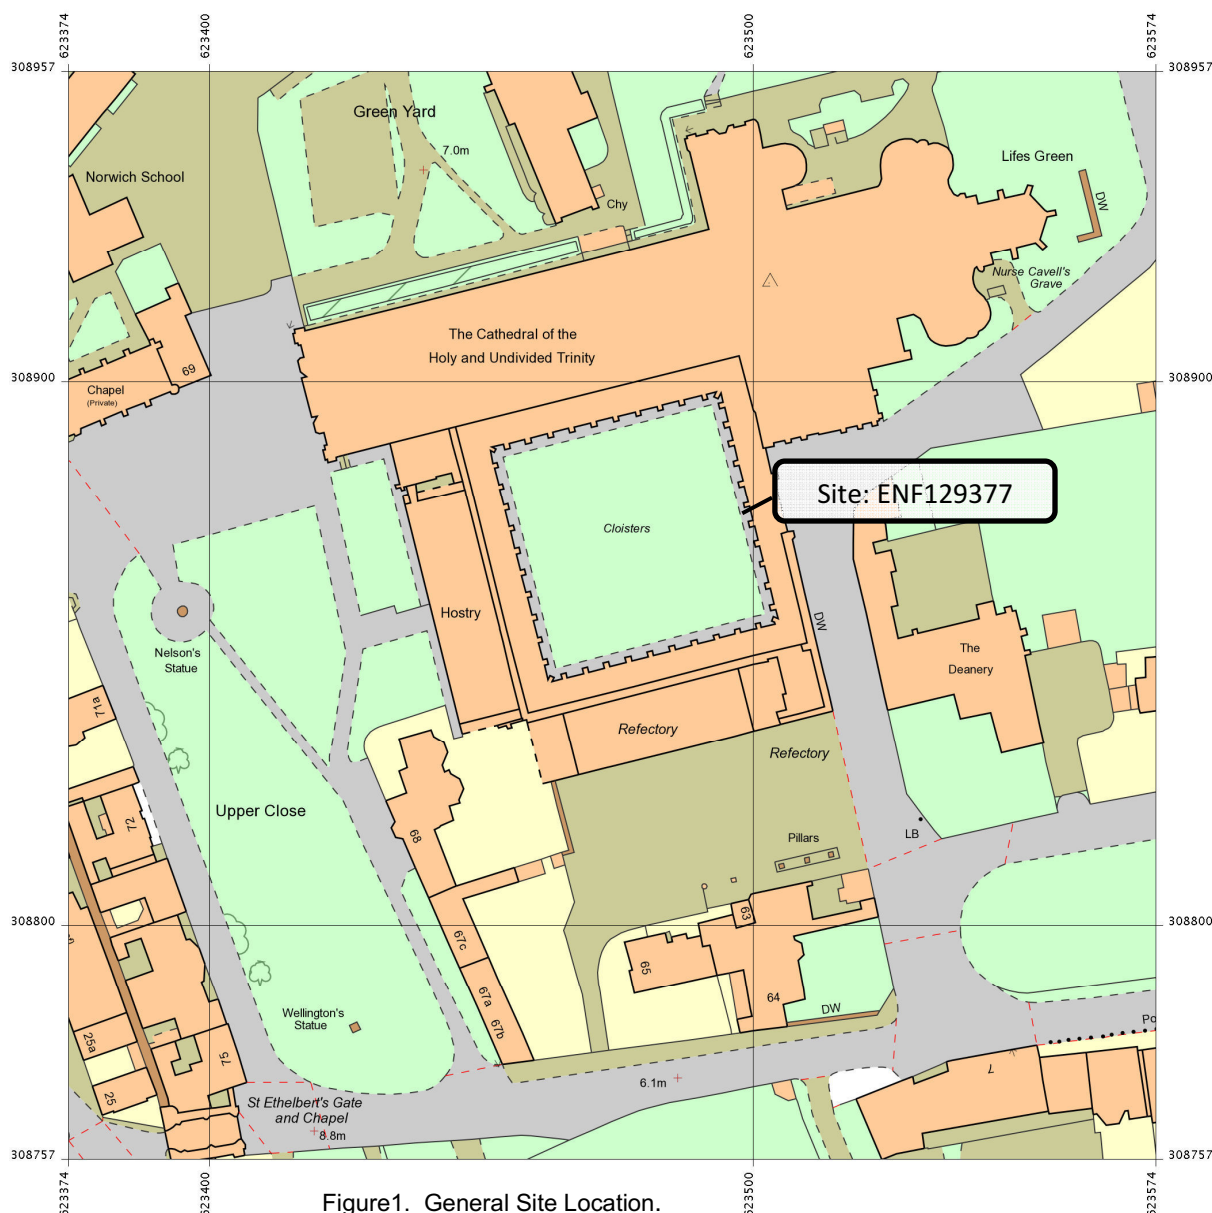 623374
623400
623500
623574
308957
308957
Green Yard
7.0m
Norwich School
Chy
Lifes Green
DW
Nurse Cavell's
Grave
The Cathedral of the
Holy and Undivided Trinity
69
Chapel
(Private)
308900
308900
Site: ENF129377
Cloisters
Hostry
DW
Nelson's
Statue
The
Deanery
71a
Refectory
Refectory
Upper Close
72
68
Pillars
LB
63
308800
308800
67c
65
67a
64
67b
DW
Wellington's
Statue
25a
75
25
Po
7
6.1m
St Ethelbert's Gate
and Chapel
8.8m
308757
308757
623374
623400
623500
623574
Figure1. General Site Location.